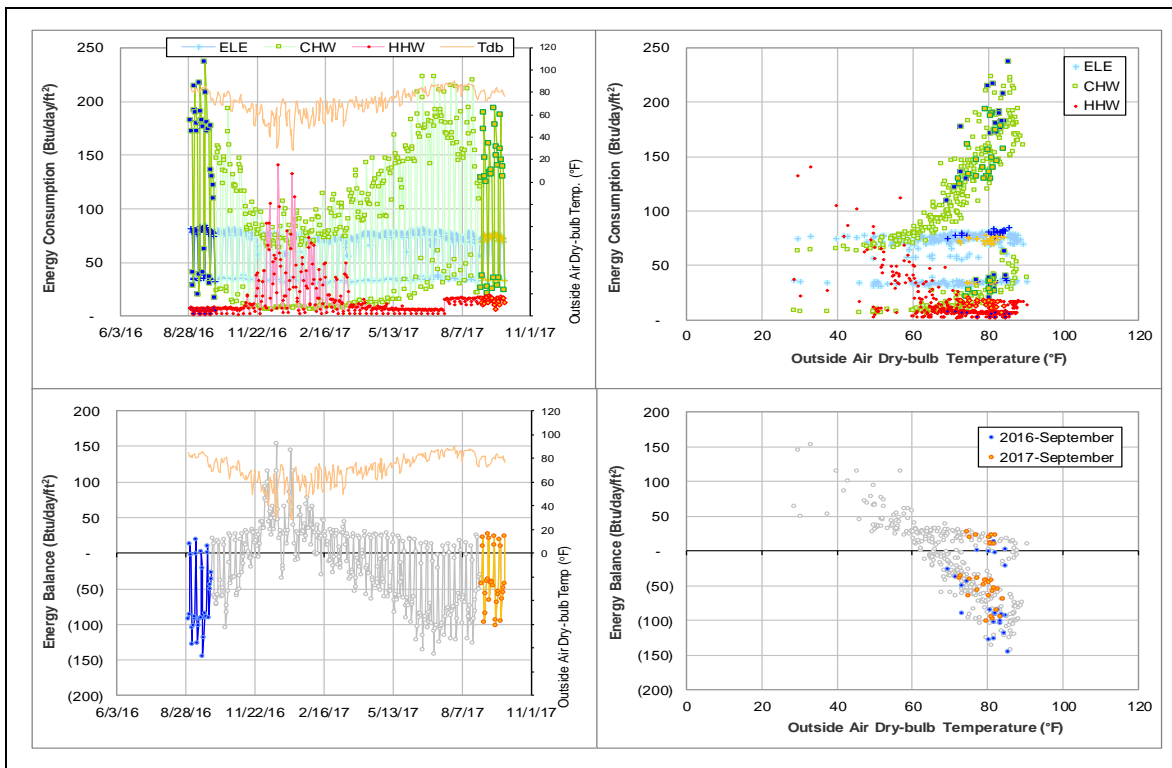 ELE CHW HHW Tdb
Energy Consumption (Btu/day/ft²)
250
200
150
100
50
-
120
100
80
60
40
20
0
Outside Air Dry-bulb Temp. (°F)
6/3/16 8/28/16 11/22/16 2/16/17 5/13/17 8/7/17 11/1/17
ELE
CHW
HHW
Energy Consumption (Btu/day/ft²)
250
200
150
100
50
-
0 20 40 60 80 100 120
Outside Air Dry-bulb Temperature (°F)
Energy Balance (Btu/day/ft²)
200
150
100
50
-
(50)
(100)
(150)
(200)
120
100
80
60
40
20
0
Outside Air Dry-bulb Temp (°F)
6/3/16 8/28/16 11/22/16 2/16/17 5/13/17 8/7/17 11/1/17
2016-September
2017-September
Energy Balance (Btu/day/ft²)
200
150
100
50
-
(50)
(100)
(150)
(200)
0 20 40 60 80 100 120
Outside Air Dry-bulb Temperature (°F)